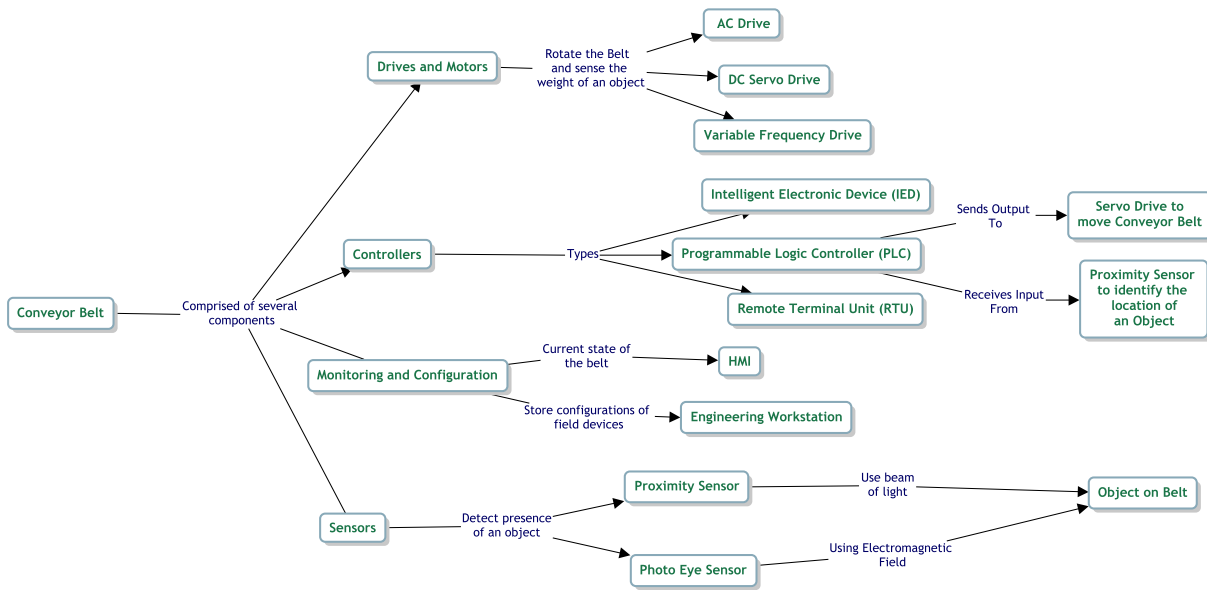 AC Drive
Drives and Motors
Rotate the Belt
and sense the
weight of an object
DC Servo Drive
Variable Frequency Drive
Intelligent Electronic Device (IED)
Sends Output
To
Servo Drive to
move Conveyor Belt
Controllers
Types
Programmable Logic Controller (PLC)
Receives Input
From
Proximity Sensor
to identify the
location of
an Object
Remote Terminal Unit (RTU)
Conveyor Belt
Comprised of several
components
Monitoring and Configuration
Current state of
the belt
HMI
Store configurations of
field devices
Engineering Workstation
Sensors
Detect presence
of an object
Proximity Sensor
Use beam
of light
Object on Belt
Photo Eye Sensor
Using Electromagnetic
Field